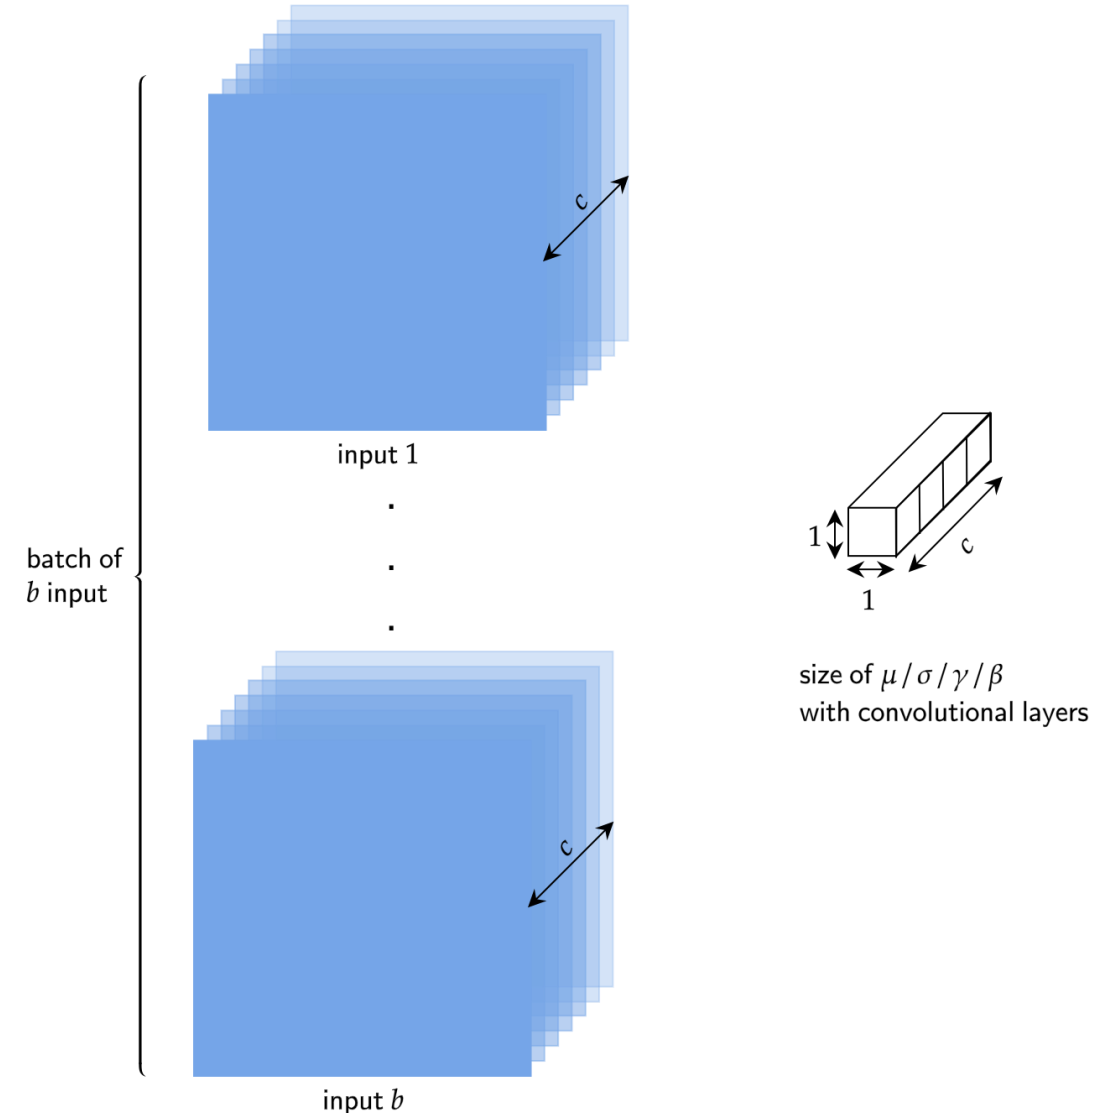 c
input 1
.
.
.
batch of
b input
c
input b
1
1
c
size of μ / σ / γ / β
with convolutional layers